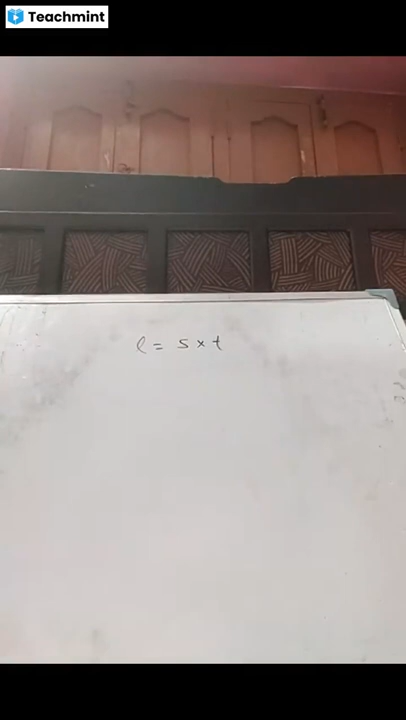 Teachmint
l = s × t